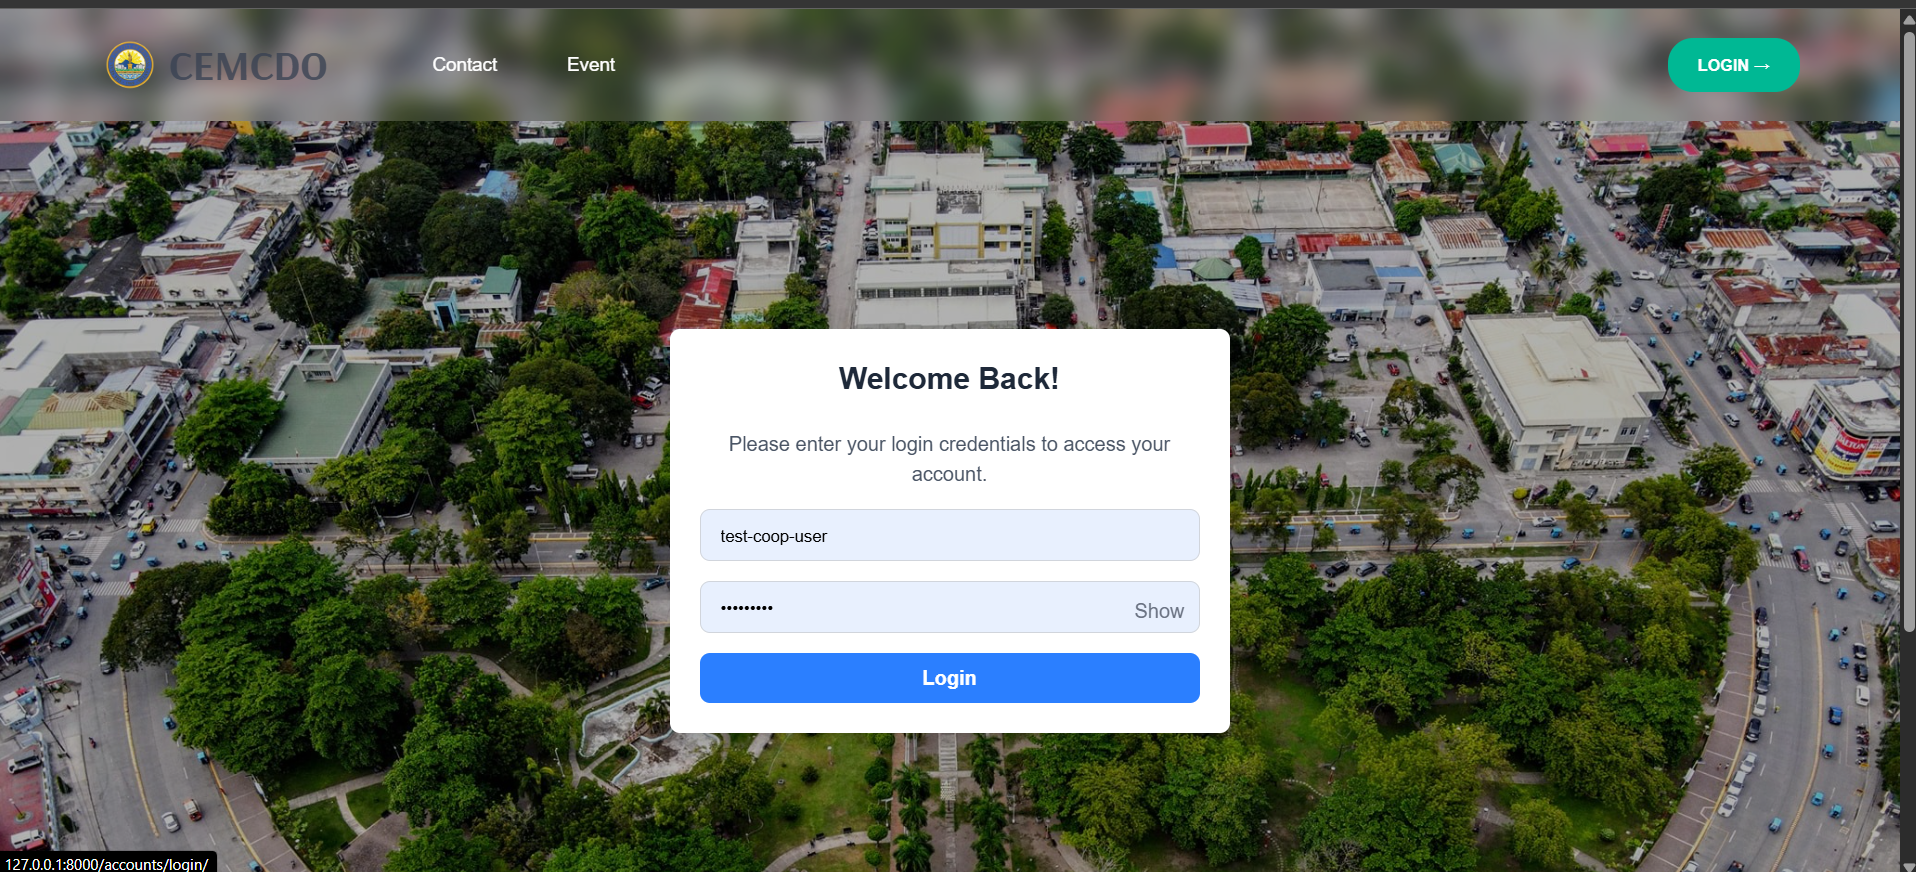 CEMCDO
Contact
Event
LOGIN →
Welcome Back!
Please enter your login credentials to access your
account.
test-coop-user
•••••••••
Show
Login
127.0.0.1:8000/accounts/login/